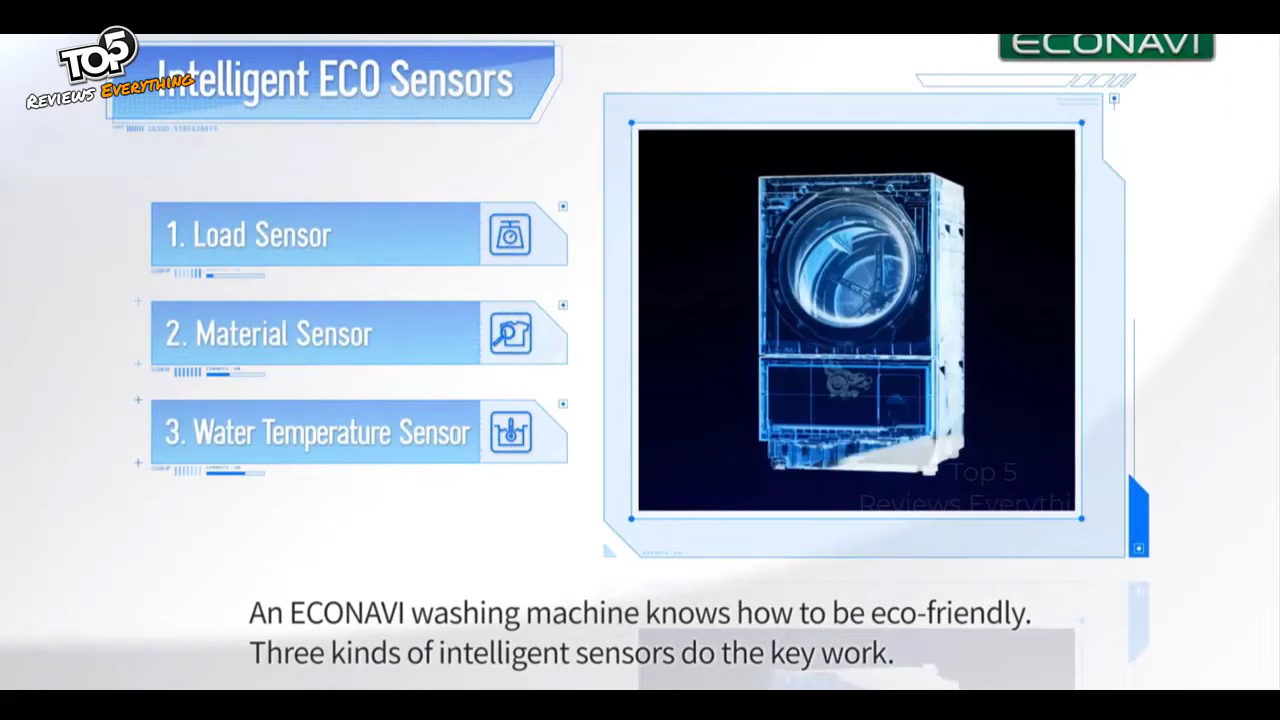 TOP5
REVIEWS EVERYTHING
Intelligent ECO Sensors
ECONAVI
1. Load Sensor
2. Material Sensor
3. Water Temperature Sensor
Top 5
Reviews Everythi
An ECONAVI washing machine knows how to be eco-friendly.
Three kinds of intelligent sensors do the key work.